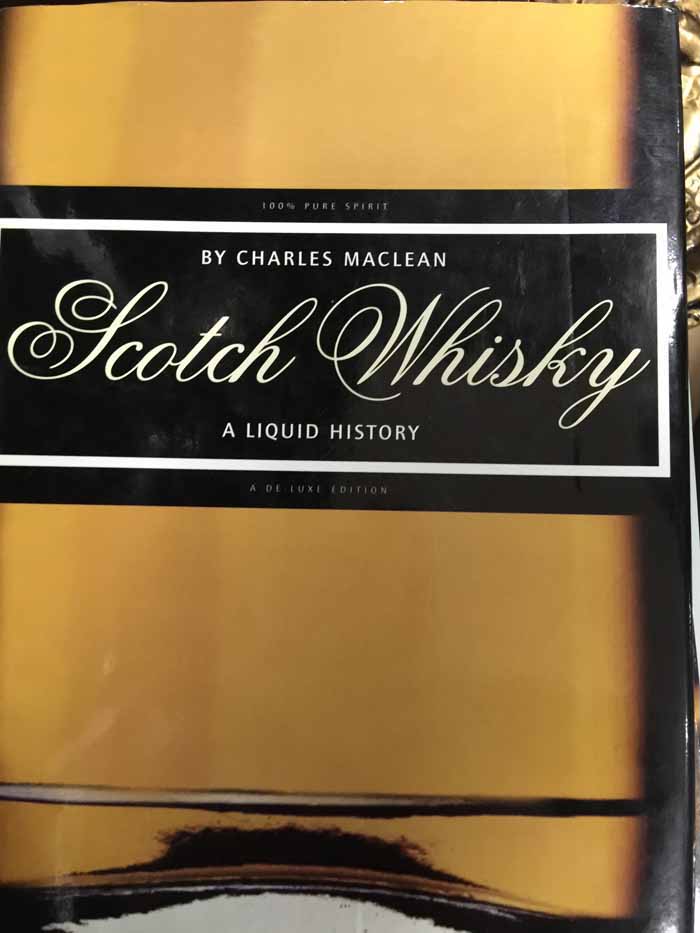 100% PURE SPIRIT
BY CHARLES MACLEAN
Scotch Whisky
A LIQUID HISTORY
A DE LUXE EDITION